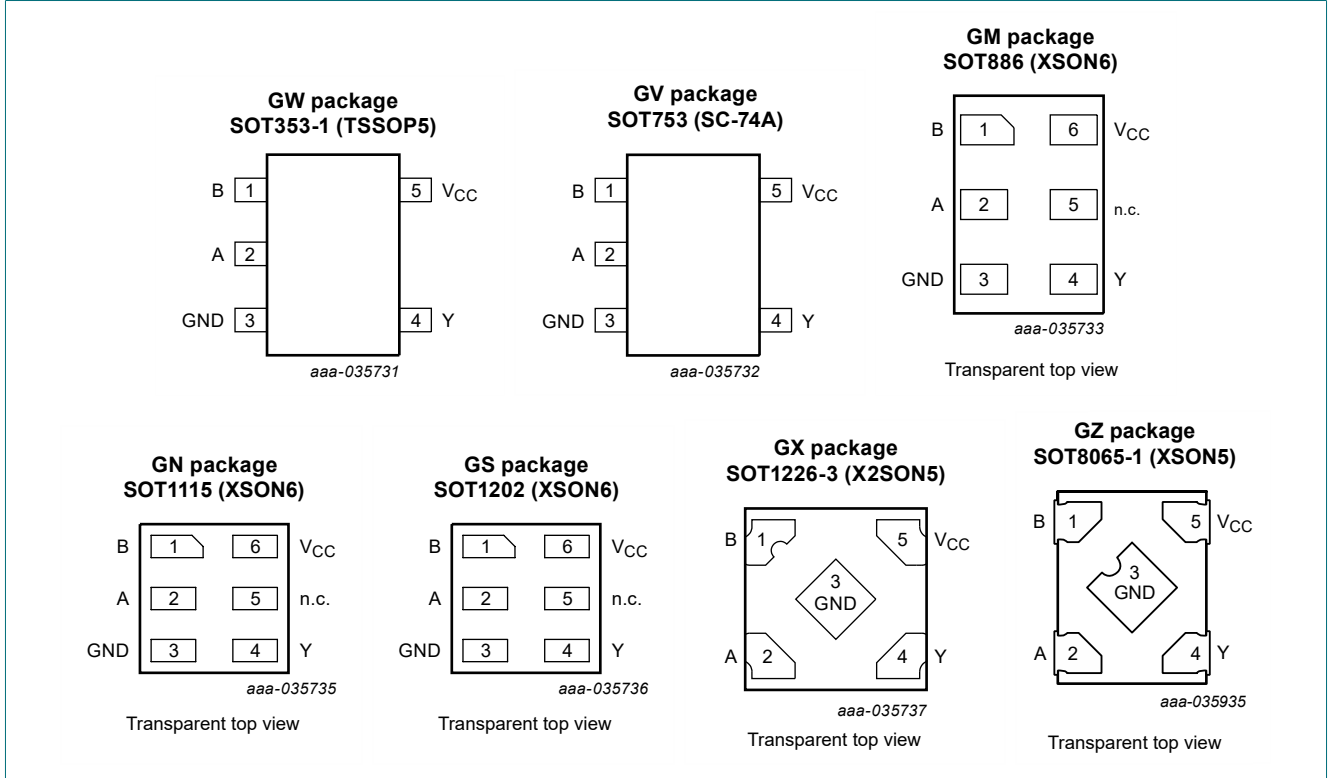 GW package
SOT353-1 (TSSOP5)
B 1 5 VCC
A 2
GND 3 4 Y
aaa-035731
GV package
SOT753 (SC-74A)
B 1 5 VCC
A 2
GND 3 4 Y
aaa-035732
GM package
SOT886 (XSON6)
B 1 6 VCC
A 2 5 n.c.
GND 3 4 Y
aaa-035733
Transparent top view
GN package
SOT1115 (XSON6)
B 1 6 VCC
A 2 5 n.c.
GND 3 4 Y
aaa-035735
Transparent top view
GS package
SOT1202 (XSON6)
B 1 6 VCC
A 2 5 n.c.
GND 3 4 Y
aaa-035736
Transparent top view
GX package
SOT1226-3 (X2SON5)
B 1 5 VCC
3
GND
A 2 4 Y
aaa-035737
Transparent top view
GZ package
SOT8065-1 (XSON5)
B 1 5 VCC
3
GND
A 2 4 Y
aaa-035935
Transparent top view